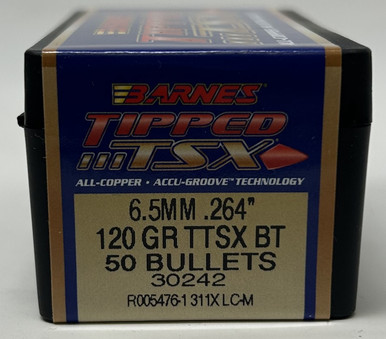 BARNES
TIPPED
TSX
ALL-COPPER • ACCU-GROOVE™ TECHNOLOGY
6.5MM .264"
120 GR TTSX BT
50 BULLETS
30242
R005476-1 311X LC-M